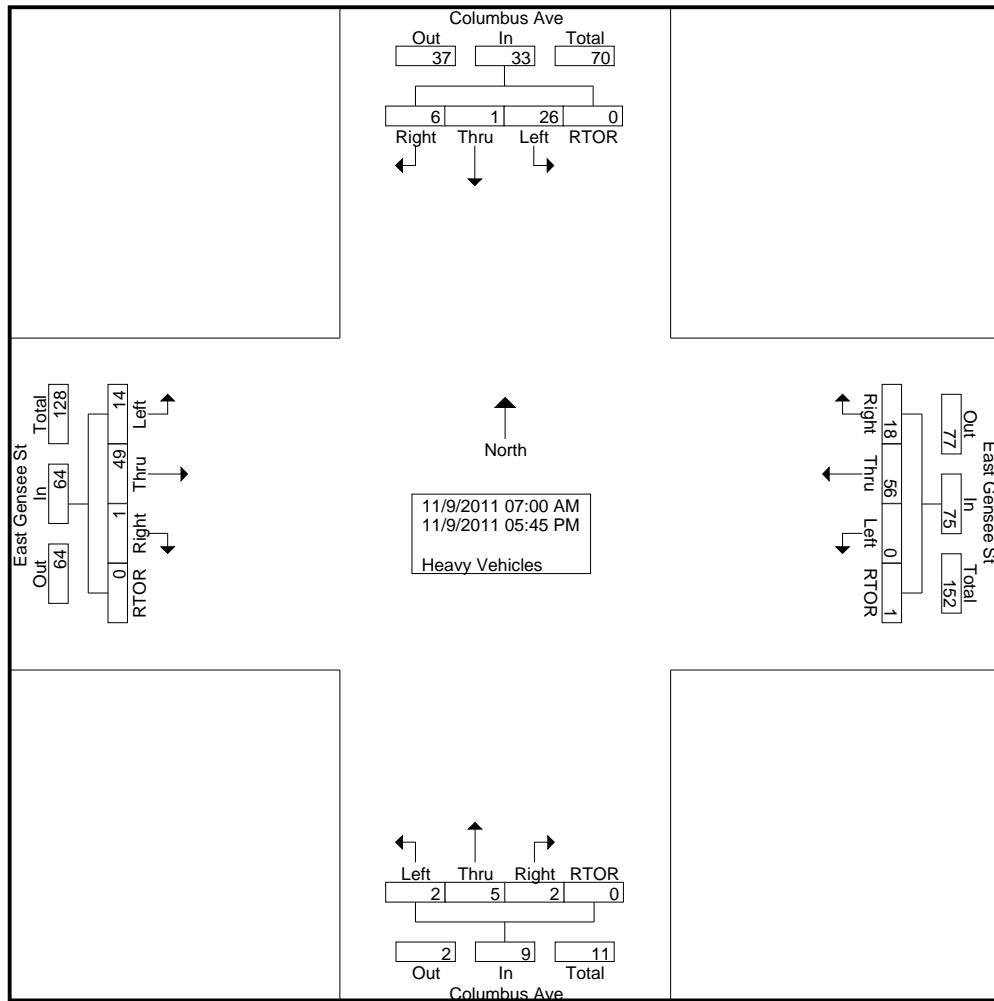 Columbus Ave
Out In Total
37 33 70
6 1 26 0
Right Thru Left RTOR
East Gensee St
Total In Out
128 64 64
14 49 1 0
Left Thru Right RTOR
North
11/9/2011 07:00 AM
11/9/2011 05:45 PM
Heavy Vehicles
Right Thru Left RTOR
18 56 0 1
Out In Total
77 75 152
East Gensee St
Left Thru Right RTOR
2 5 2 0
2 9 11
Out In Total
Columbus Ave